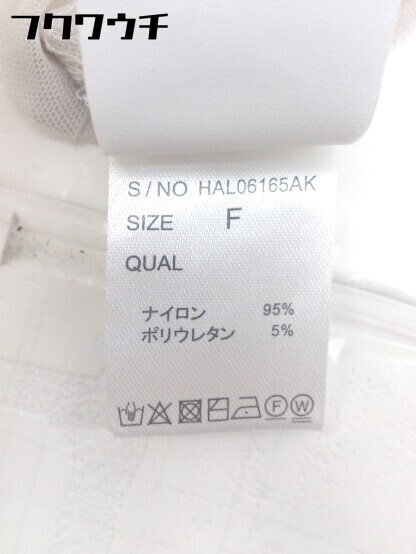 フクワウチ
S/NO HAL06165AK
SIZE F
QUAL
ナイロン 95%
ポリウレタン 5%
F W